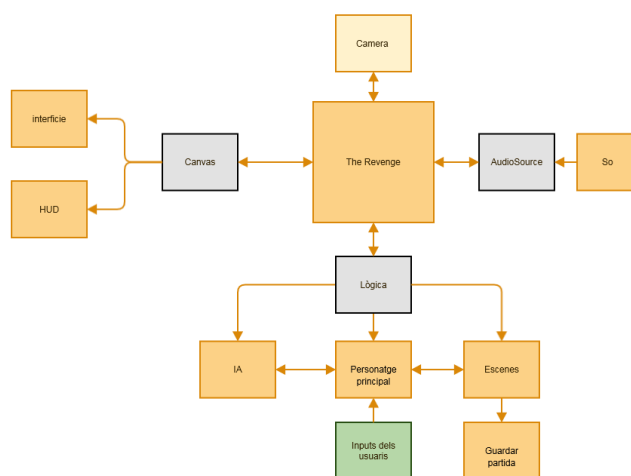 Camera
interficie
Canvas
The Revenge
AudioSource
So
HUD
Lògica
IA
Personatge
principal
Escenes
Inputs dels
usuaris
Guardar
partida